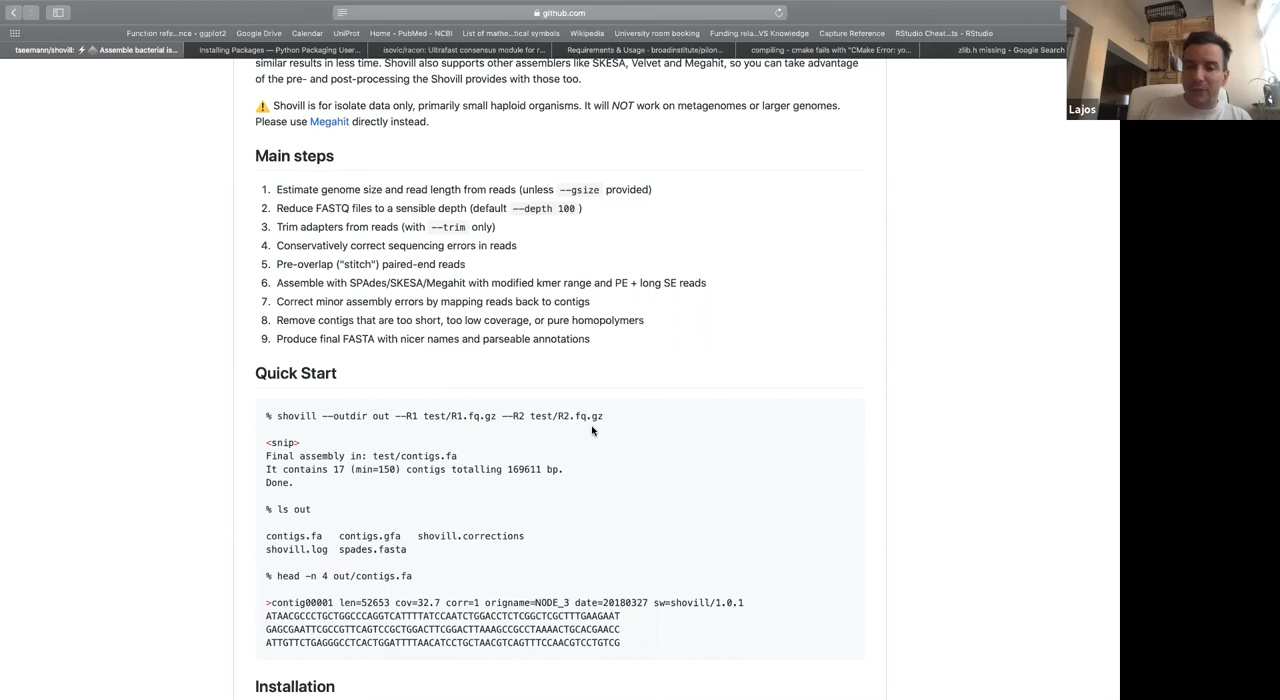 github.com
Function refe...nce - ggplot2
Google Drive
Calendar
UniProt
Home - PubMed - NCBI
List of mathe...tical symbols
Wikipedia
University room booking
Funding rela...VS Knowledge
Capture Reference
RStudio Cheat...ts - RStudio
tseemann/shovill: ⚡ Assemble bacterial is...
Installing Packages — Python Packaging User...
isovic/racon: Ultrafast consensus module for r...
Requirements & Usage · broadinstitute/pilon...
compiling - cmake fails with "CMake Error: yo...
zlib.h missing - Google Search
similar results in less time. Shovill also supports other assemblers like SKESA, Velvet and Megahit, so you can take advantage
of the pre- and post-processing the Shovill provides with those too.
Shovill is for isolate data only, primarily small haploid organisms. It will NOT work on metagenomes or larger genomes.
Please use Megahit directly instead.
Main steps
1. Estimate genome size and read length from reads (unless --gsize provided)
2. Reduce FASTQ files to a sensible depth (default --depth 100 )
3. Trim adapters from reads (with --trim only)
4. Conservatively correct sequencing errors in reads
5. Pre-overlap ("stitch") paired-end reads
6. Assemble with SPAdes/SKESA/Megahit with modified kmer range and PE + long SE reads
7. Correct minor assembly errors by mapping reads back to contigs
8. Remove contigs that are too short, too low coverage, or pure homopolymers
9. Produce final FASTA with nicer names and parseable annotations
Quick Start
% shovill --outdir out --R1 test/R1.fq.gz --R2 test/R2.fq.gz
<snip>
Final assembly in: test/contigs.fa
It contains 17 (min=150) contigs totalling 169611 bp.
Done.
% ls out
contigs.fa contigs.gfa shovill.corrections
shovill.log spades.fasta
% head -n 4 out/contigs.fa
>contig00001 len=52653 cov=32.7 corr=1 origname=NODE_3 date=20180327 sw=shovill/1.0.1
ATAACGCCCTGCTGGCCCAGGTCATTTTATCCAATCTGGACCTCTCGGCTCGCTTTGAAGAAT
GAGCGAATTCGCCGTTCAGTCCGCTGGACTTCGGACTTAAAGCCGCCTAAAACTGCACGAACC
ATTGTTCTGAGGGCCTCACTGGATTTTAACATCCTGCTAACGTCAGTTTCCAACGTCCTGTCG
Installation
Lajos